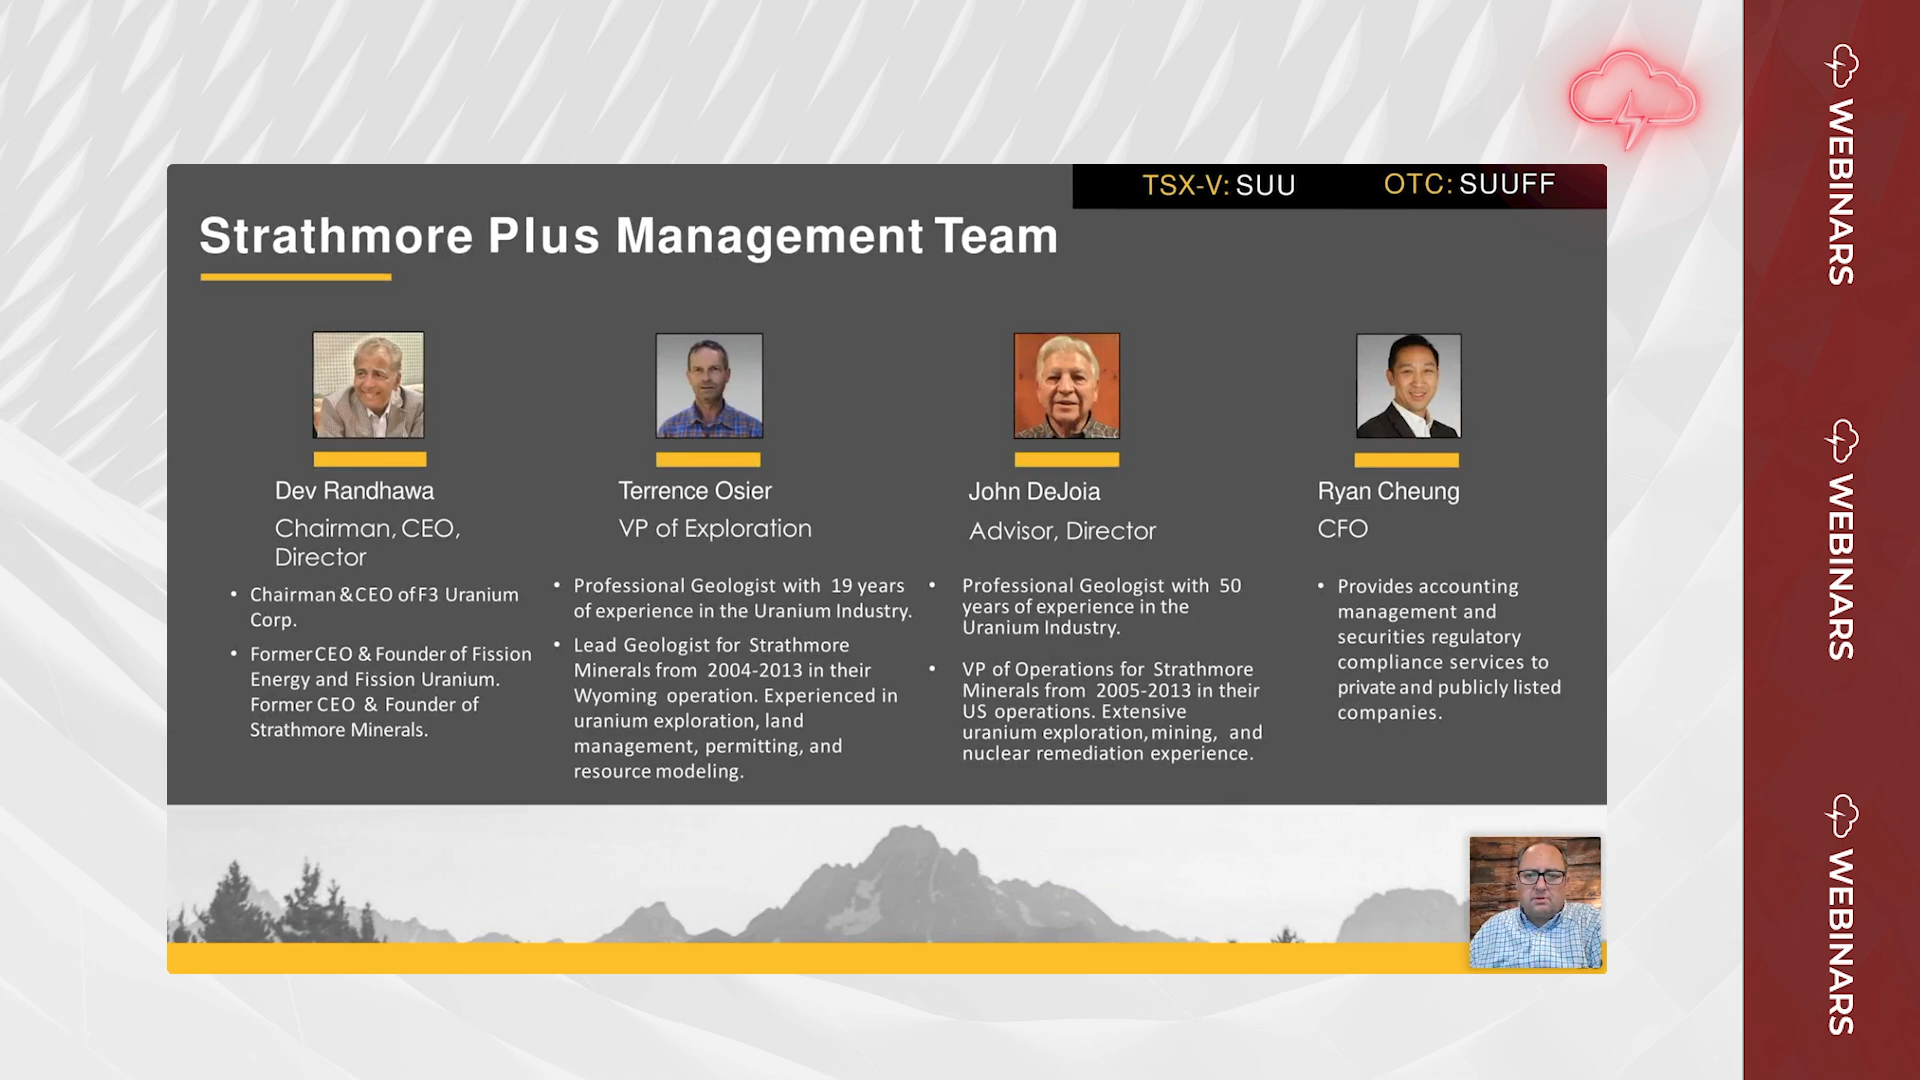 TSX-V: SUU
OTC: SUUFF
Strathmore Plus Management Team
Dev Randhawa
Chairman, CEO,
Director
• Chairman & CEO of F3 Uranium
Corp.
• Former CEO & Founder of Fission
Energy and Fission Uranium.
Former CEO & Founder of
Strathmore Minerals.
Terrence Osier
VP of Exploration
• Professional Geologist with 19 years
of experience in the Uranium Industry.
• Lead Geologist for Strathmore
Minerals from 2004-2013 in their
Wyoming operation. Experienced in
uranium exploration, land
management, permitting, and
resource modeling.
John DeJoia
Advisor, Director
• Professional Geologist with 50
years of experience in the
Uranium Industry.
• VP of Operations for Strathmore
Minerals from 2005-2013 in their
US operations. Extensive
uranium exploration, mining, and
nuclear remediation experience.
Ryan Cheung
CFO
• Provides accounting
management and
securities regulatory
compliance services to
private and publicly listed
companies.
WEBINARS
WEBINARS
WEBINARS